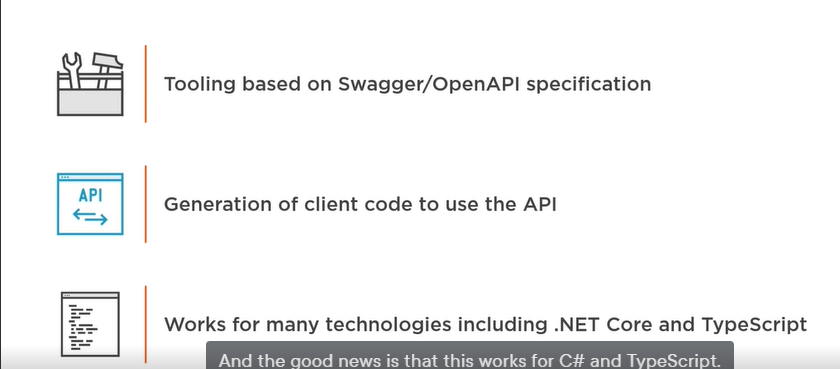 Tooling based on Swagger/OpenAPI specification
API
Generation of client code to use the API
Works for many technologies including .NET Core and TypeScript
And the good news is that this works for C# and TypeScript.